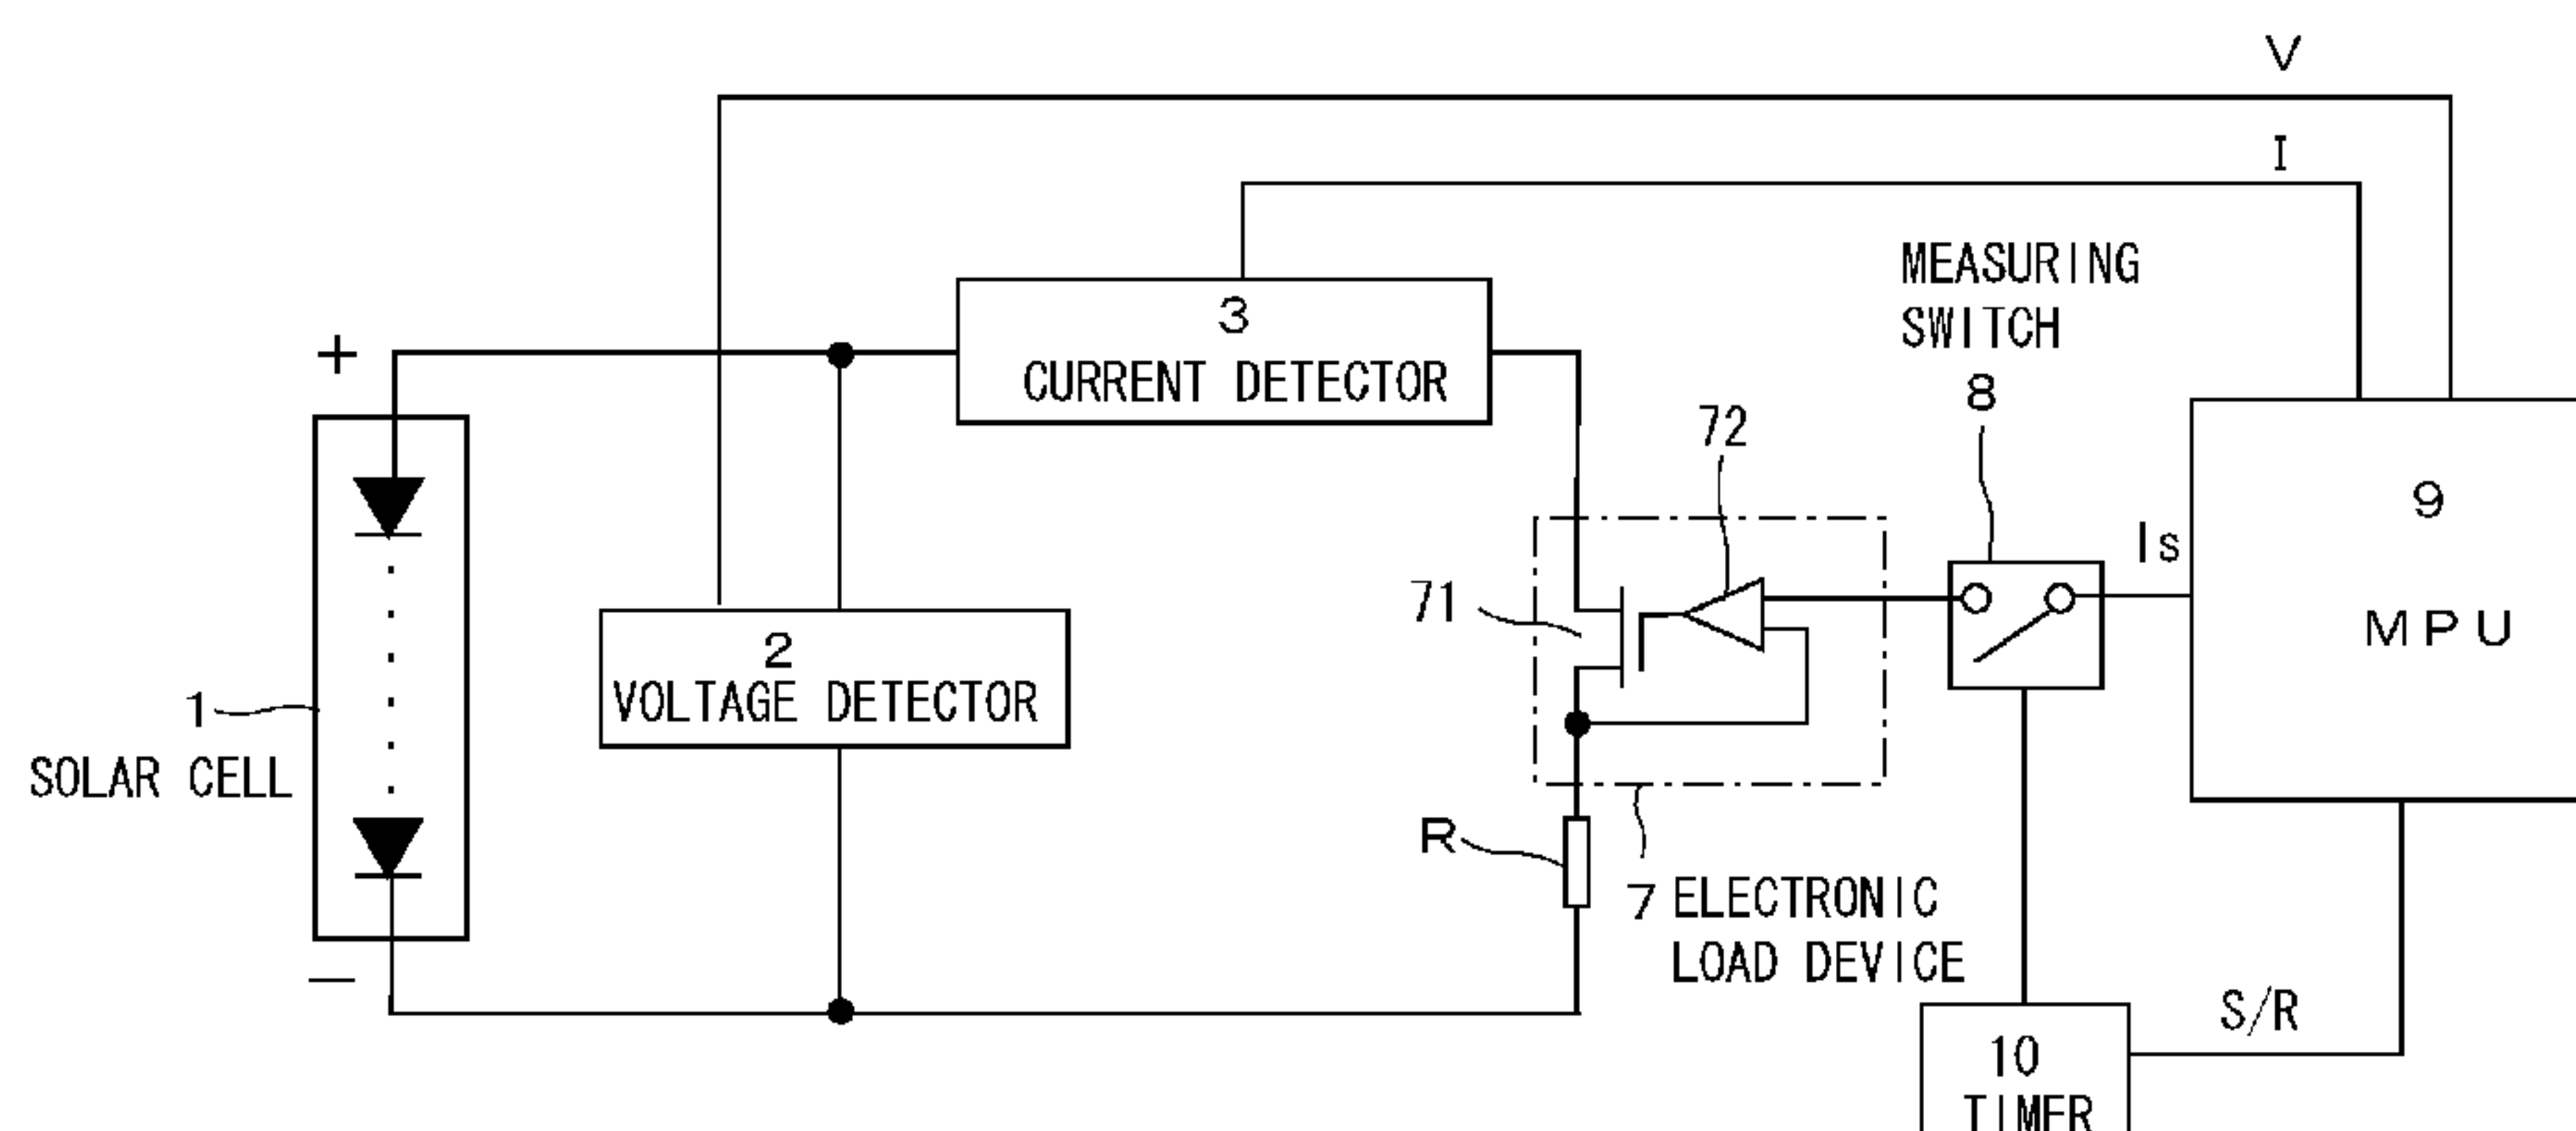 V
I
MEASURING
SWITCH
8
3
CURRENT DETECTOR
+
72
9
MPU
Is
71
2
VOLTAGE DETECTOR
1
SOLAR CELL
R
−
7 ELECTRONIC
LOAD DEVICE
S/R
10
TIMER